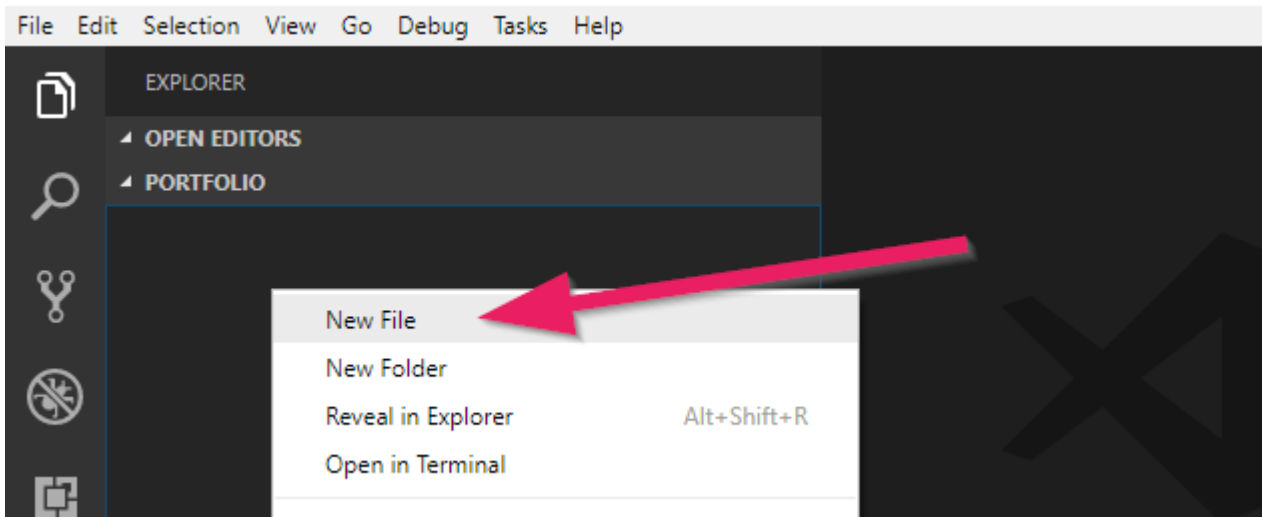 File Edit Selection View Go Debug Tasks Help
EXPLORER
OPEN EDITORS
PORTFOLIO
New File
New Folder
Reveal in Explorer Alt+Shift+R
Open in Terminal